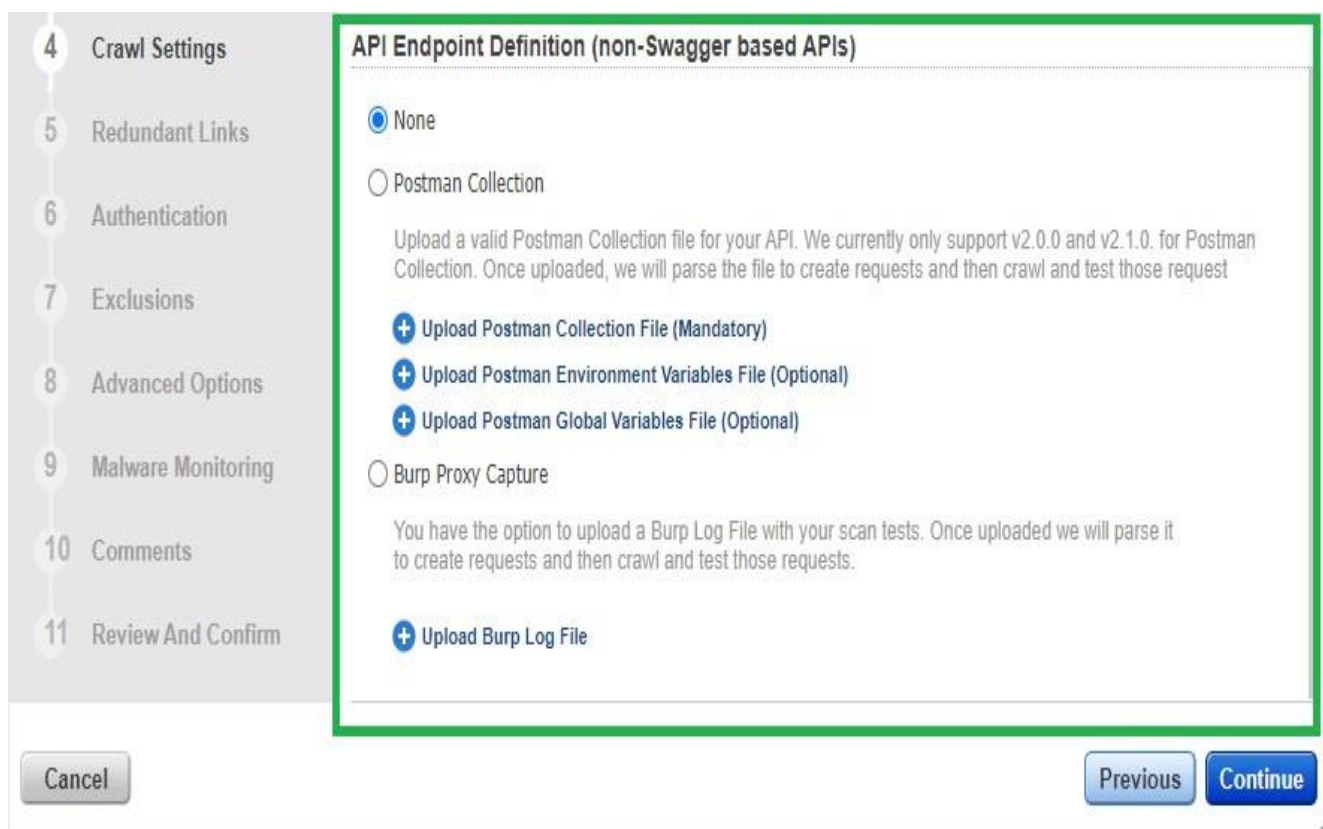 4 Crawl Settings
5 Redundant Links
6 Authentication
7 Exclusions
8 Advanced Options
9 Malware Monitoring
10 Comments
11 Review And Confirm
API Endpoint Definition (non-Swagger based APIs)
None
Postman Collection
Upload a valid Postman Collection file for your API. We currently only support v2.0.0 and v2.1.0. for Postman
Collection. Once uploaded, we will parse the file to create requests and then crawl and test those request
Upload Postman Collection File (Mandatory)
Upload Postman Environment Variables File (Optional)
Upload Postman Global Variables File (Optional)
Burp Proxy Capture
You have the option to upload a Burp Log File with your scan tests. Once uploaded we will parse it
to create requests and then crawl and test those requests.
Upload Burp Log File
Cancel
Previous
Continue